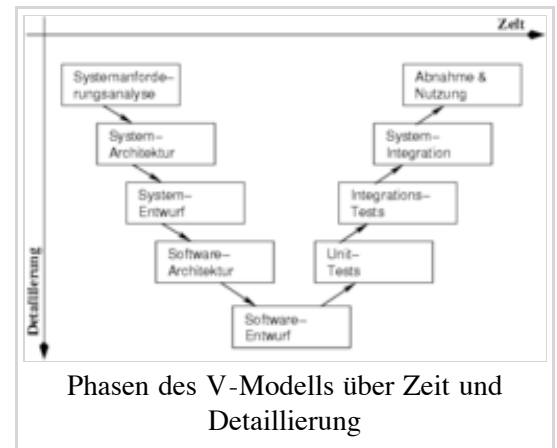 Zeit
Systemanforde–
rungsanalyse
Abnahme &
Nutzung
System–
Architektur
System–
Integration
System–
Entwurf
Integrations–
Tests
Software–
Architektur
Unit–
Tests
Software–
Entwurf
Detaillierung
Phasen des V-Modells über Zeit und
Detaillierung